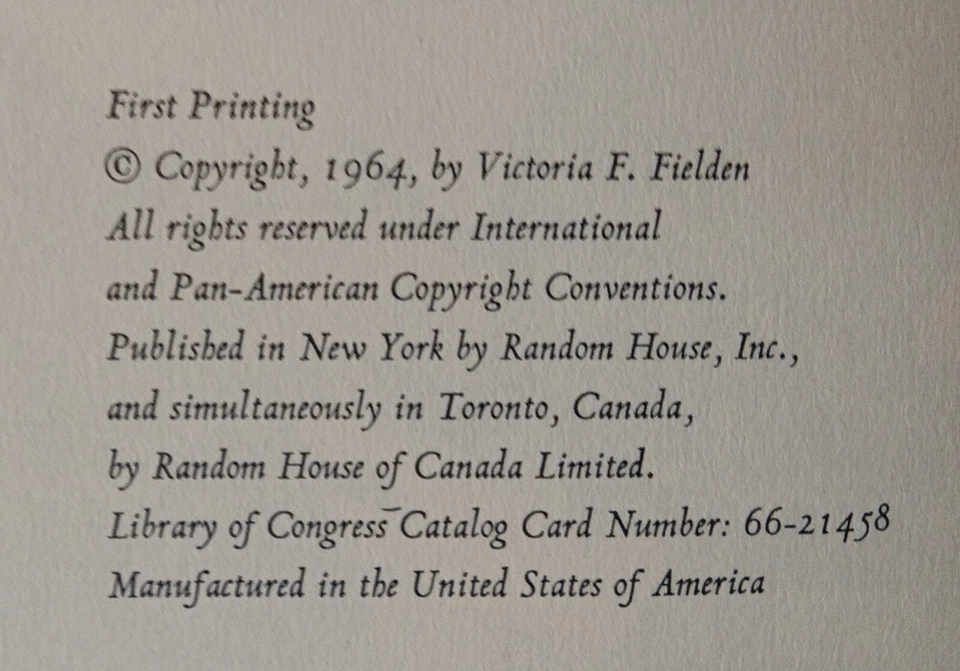 First Printing
© Copyright, 1964, by Victoria F. Fielden
All rights reserved under International
and Pan-American Copyright Conventions.
Published in New York by Random House, Inc.,
and simultaneously in Toronto, Canada,
by Random House of Canada Limited.
Library of Congress Catalog Card Number: 66-21458
Manufactured in the United States of America